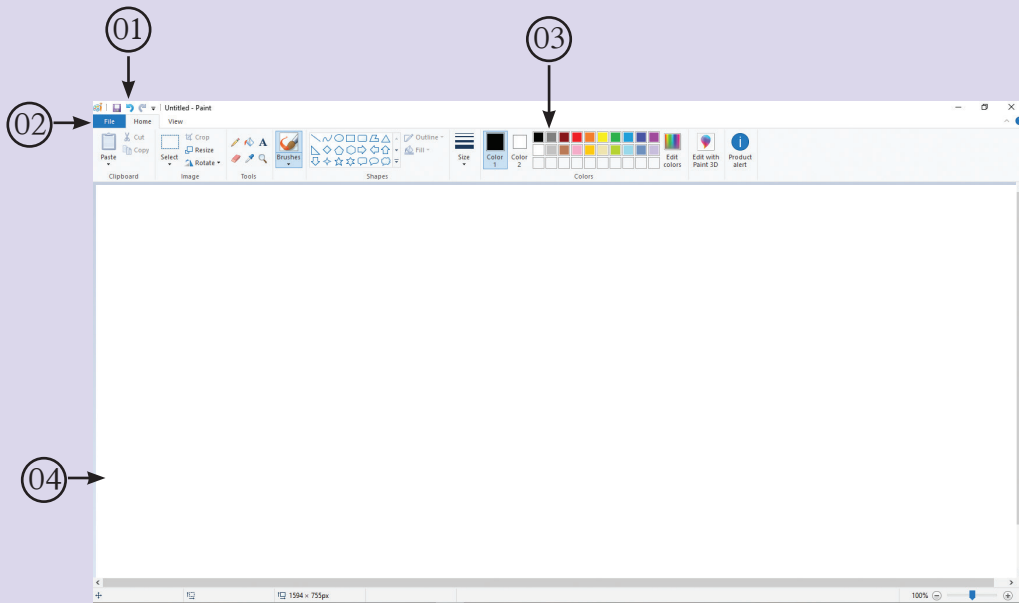 01
03
Untitled - Paint
02
File Home View
Cut Crop Outline
Copy Resize Fill
Paste Select Rotate Brushes Size Color 1 Color 2 Edit colors Edit with Paint 3D Product alert
A
i
Clipboard Image Tools Shapes Colors
04
1594 × 755px 100%